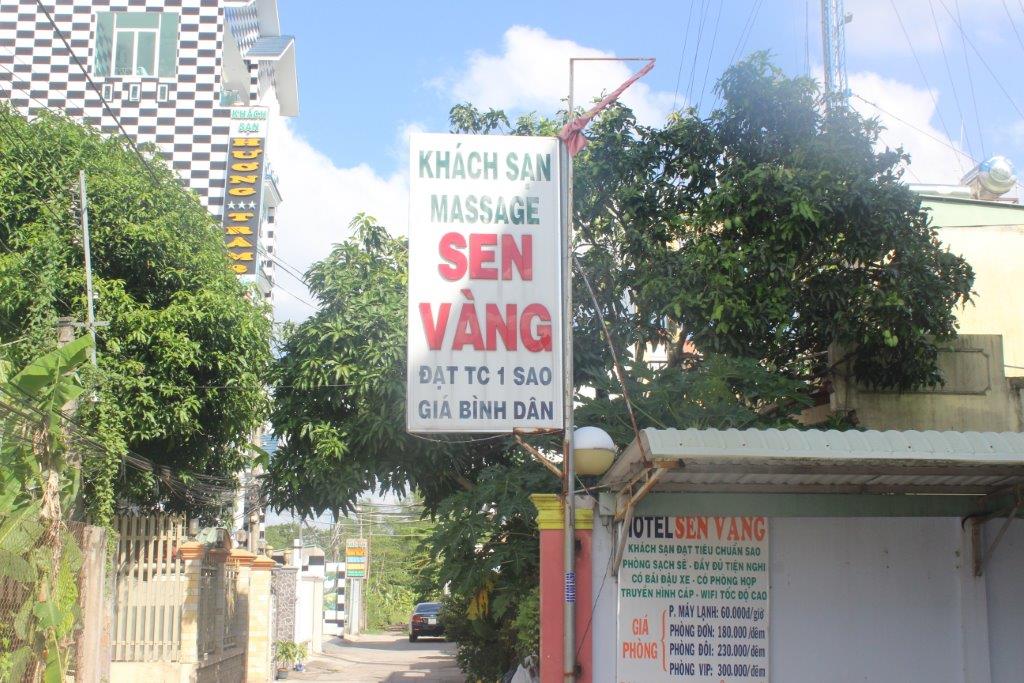 KHÁCH
SẠN
HƯƠNG TRÀM
KHÁCH SẠN
MASSAGE
SEN
VÀNG
ĐẠT TC 1 SAO
GIÁ BÌNH DÂN
HOTEL SEN VÀNG
KHÁCH SẠN ĐẠT TIÊU CHUẨN SAO
PHÒNG SẠCH SẼ - ĐẦY ĐỦ TIỆN NGHI
CÓ BÃI ĐẬU XE - CÓ PHÒNG HỌP
TRUYỀN HÌNH CÁP - WIFI TỐC ĐỘ CAO
GIÁ
PHÒNG
P. MÁY LẠNH: 60.000đ/giờ
PHÒNG ĐƠN: 180.000/đêm
PHÒNG ĐÔI: 230.000/đêm
PHÒNG VIP: 300.000/đêm